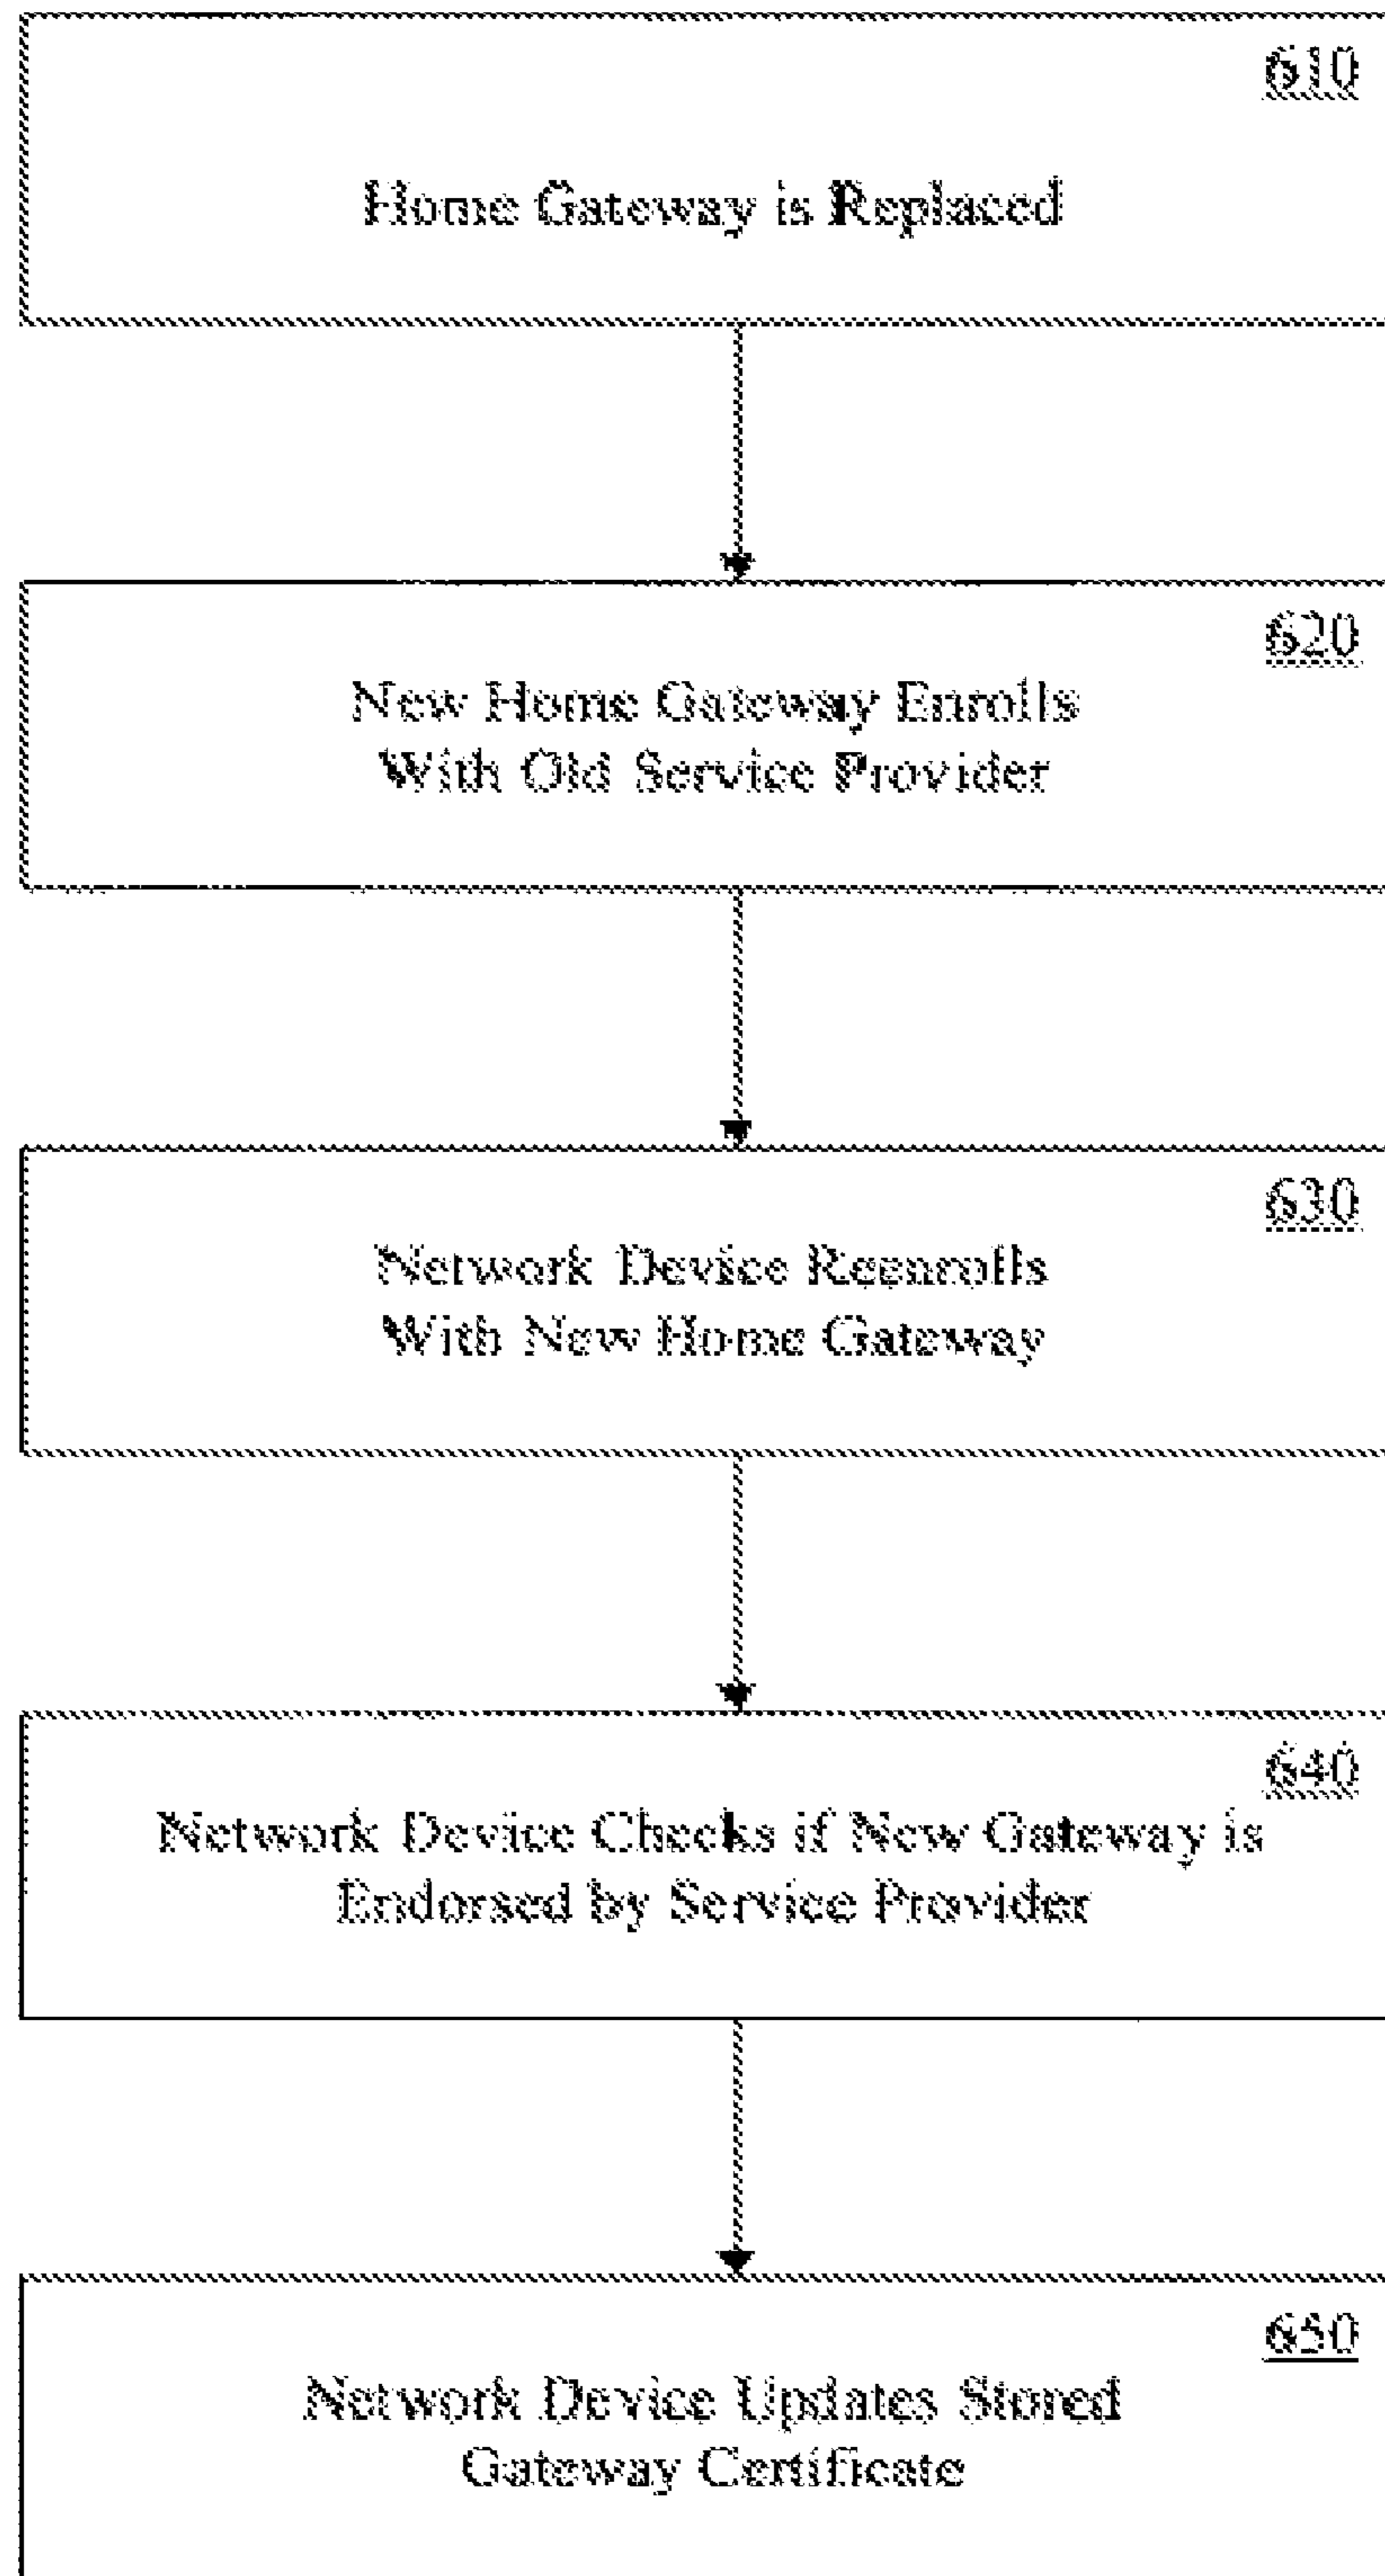 610
Home Gateway is Replaced
620
New Home Gateway Enrolls
With Old Service Provider
630
Network Device Reenrolls
With New Home Gateway
640
Network Device Checks if New Gateway is
Endorsed by Service Provider
650
Network Device Updates Stored
Gateway Certificate